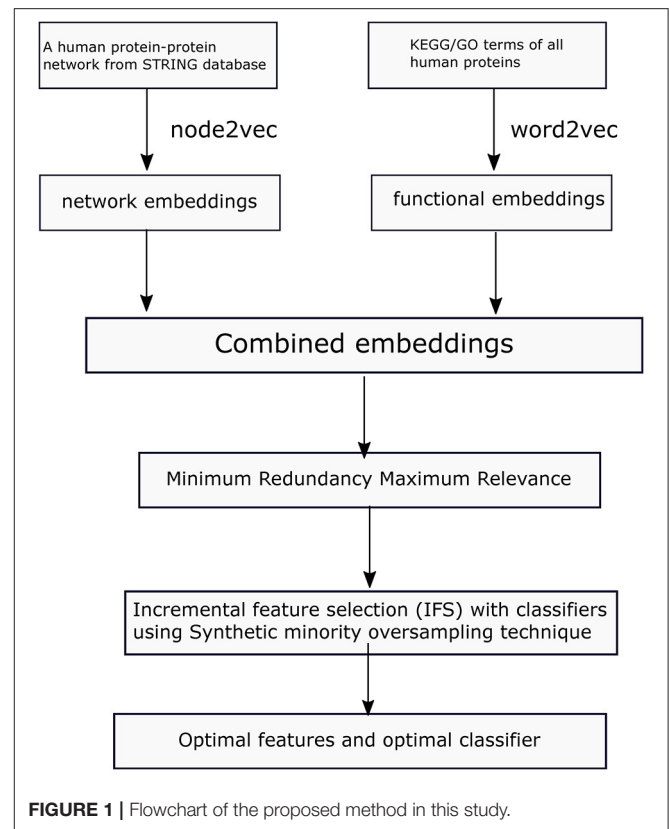 A human protein-protein
network from STRING database
KEGG/GO terms of all
human proteins
node2vec
word2vec
network embeddings
functional embeddings
Combined embeddings
Minimum Redundancy Maximum Relevance
Incremental feature selection (IFS) with classifiers
using Synthetic minority oversampling technique
Optimal features and optimal classifier
FIGURE 1 | Flowchart of the proposed method in this study.